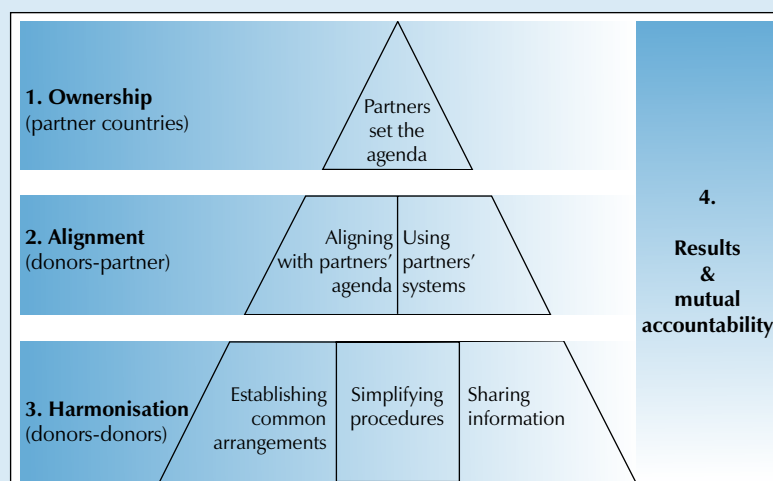 1. Ownership
(partner countries)
Partners
set the
agenda
2. Alignment
(donors-partner)
Aligning
with partners’
agenda
Using
partners’
systems
3. Harmonisation
(donors-donors)
Establishing
common
arrangements
Simplifying
procedures
Sharing
information
4.
Results
&
mutual
accountability